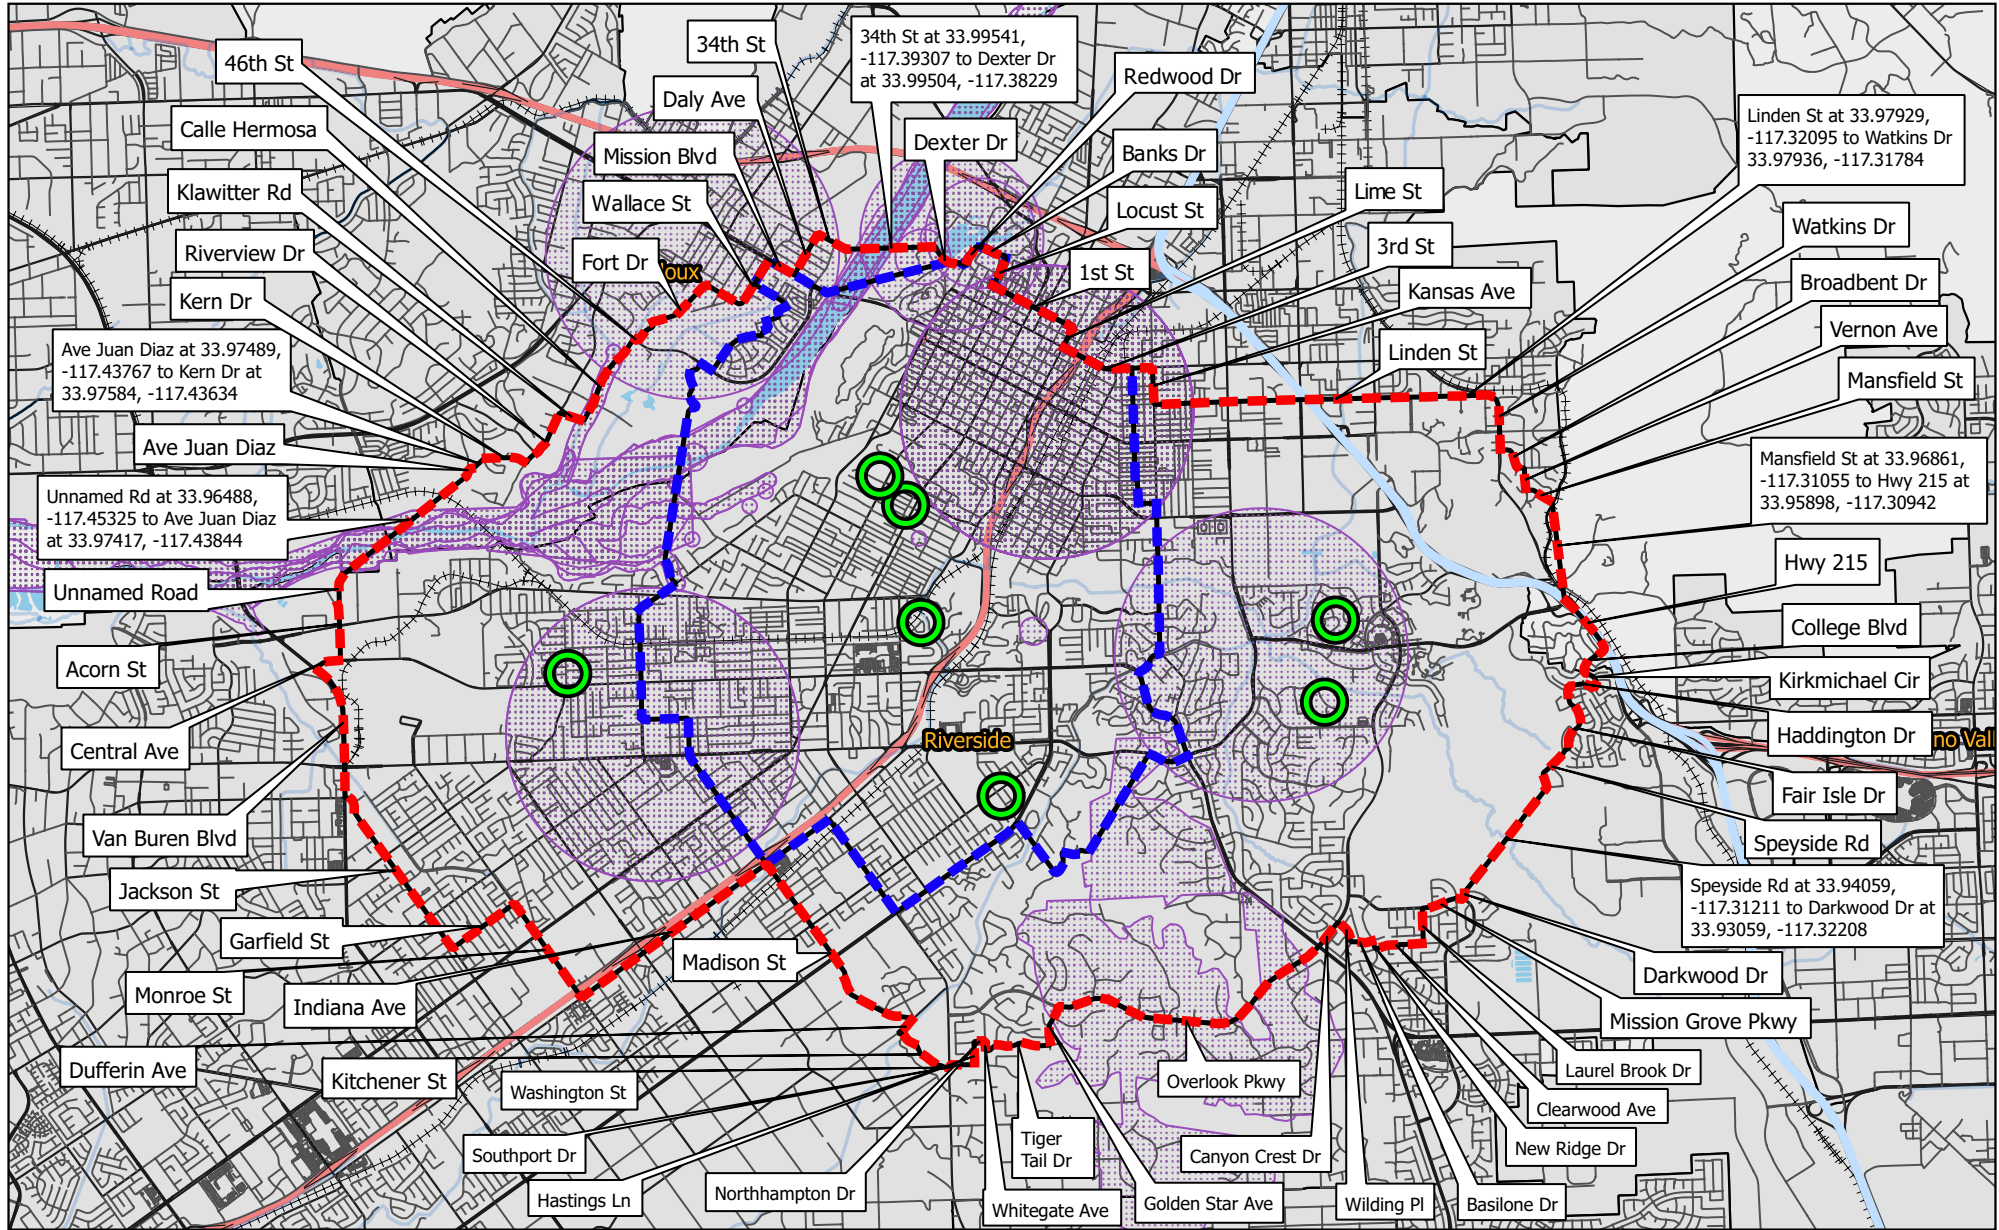 46th St
34th St
34th St at 33.99541,
-117.39307 to Dexter Dr
at 33.99504, -117.38229
Redwood Dr
Daly Ave
Calle Hermosa
Mission Blvd
Dexter Dr
Banks Dr
Linden St at 33.97929,
-117.32095 to Watkins Dr
33.97936, -117.31784
Klawitter Rd
Wallace St
Locust St
Lime St
Watkins Dr
Riverview Dr
Fort Dr
oux
1st St
3rd St
Broadbent Dr
Kern Dr
Kansas Ave
Vernon Ave
Ave Juan Diaz at 33.97489,
-117.43767 to Kern Dr at
33.97584, -117.43634
Linden St
Mansfield St
Ave Juan Diaz
Mansfield St at 33.96861,
-117.31055 to Hwy 215 at
33.95898, -117.30942
Unnamed Rd at 33.96488,
-117.45325 to Ave Juan Diaz
at 33.97417, -117.43844
Unnamed Road
Hwy 215
College Blvd
Acorn St
Kirkmichael Cir
Central Ave
Riverside
Haddington Dr
no Vall
Van Buren Blvd
Fair Isle Dr
Speyside Rd
Jackson St
Speyside Rd at 33.94059,
-117.31211 to Darkwood Dr at
33.93059, -117.32208
Garfield St
Madison St
Darkwood Dr
Monroe St
Indiana Ave
Mission Grove Pkwy
Dufferin Ave
Kitchener St
Washington St
Overlook Pkwy
Laurel Brook Dr
Clearwood Ave
Southport Dr
Tiger
Tail Dr
Canyon Crest Dr
New Ridge Dr
Hastings Ln
Northhampton Dr
Whitegate Ave
Golden Star Ave
Wilding Pl
Basilone Dr